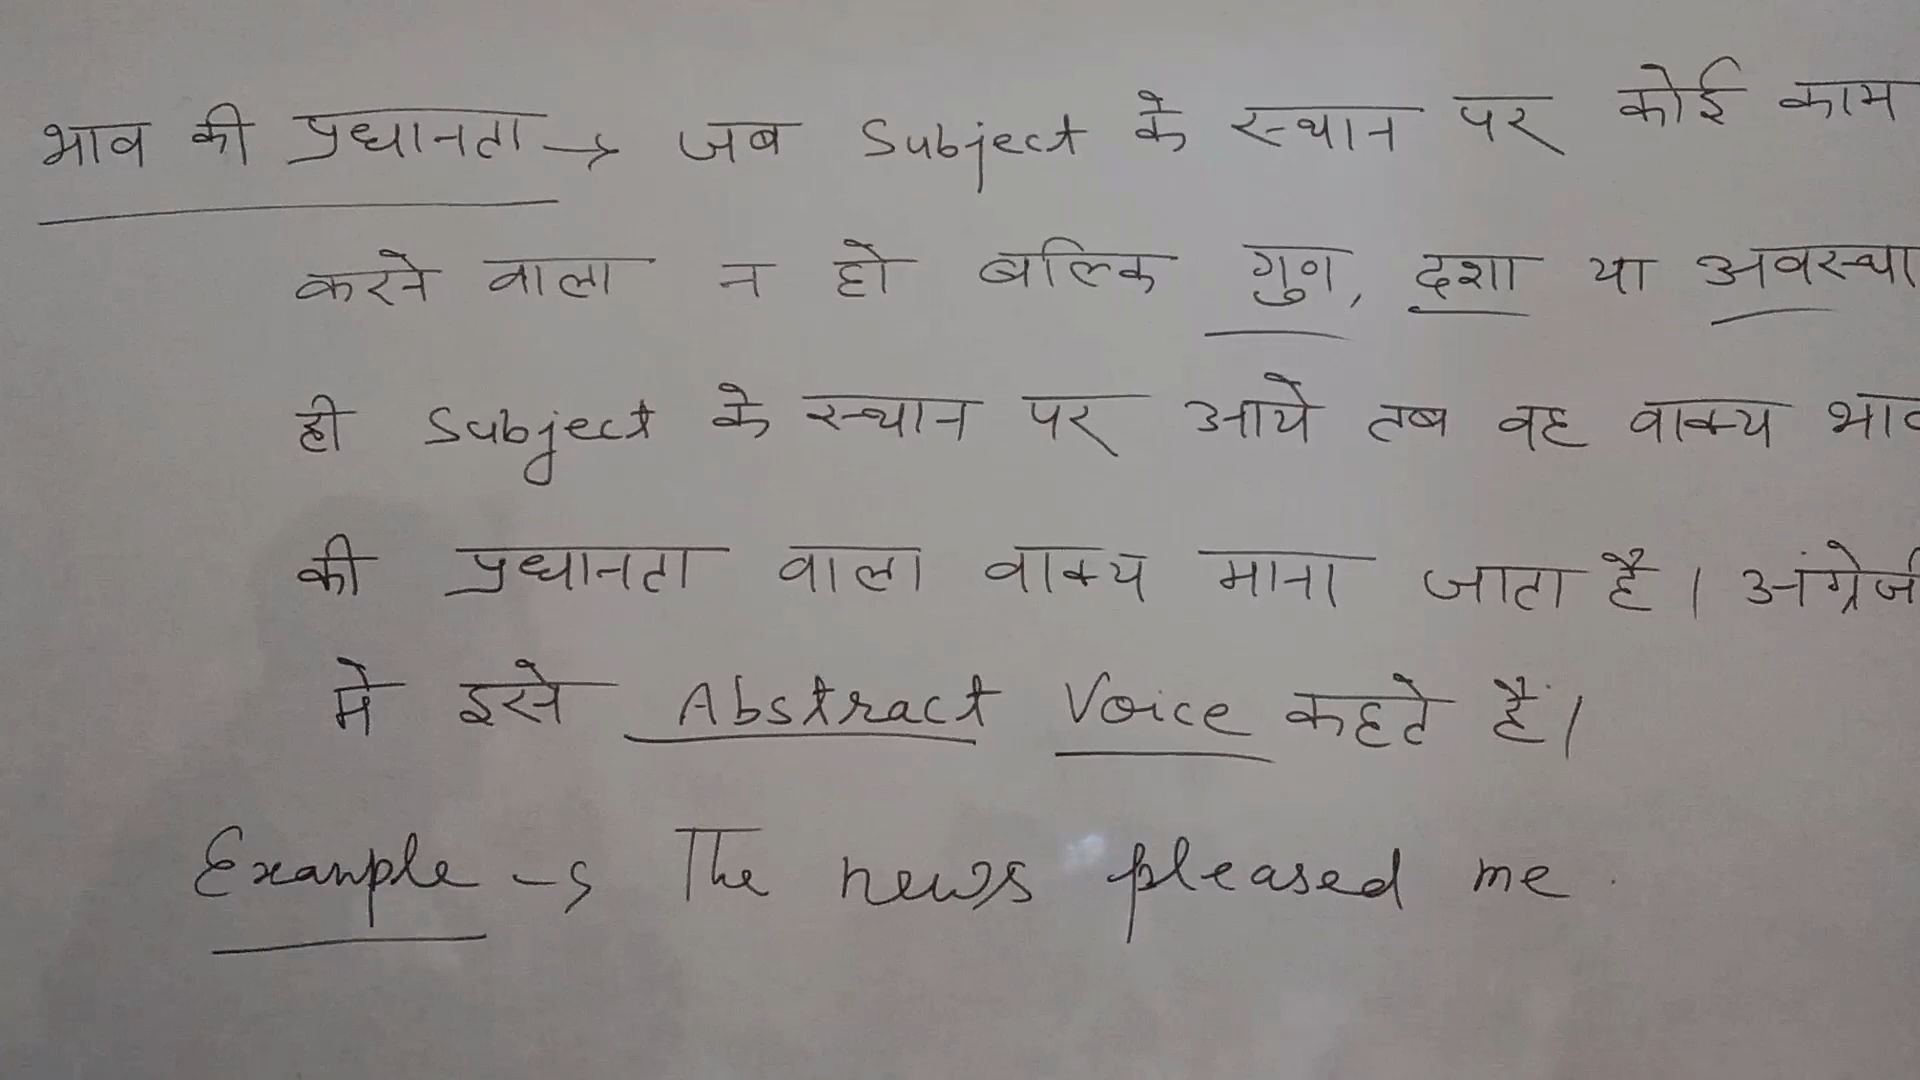 भाव की प्रधानता → जब Subject के स्थान पर कोई काम
करने वाला न हो बल्कि गुण, दशा या अवस्था
ही Subject के स्थान पर आये तब वह वाक्य भाव
की प्रधानता वाला वाक्य माना जाता है। अंग्रेजी
मे इसे Abstract Voice कहते है।
Example → The news pleased me.